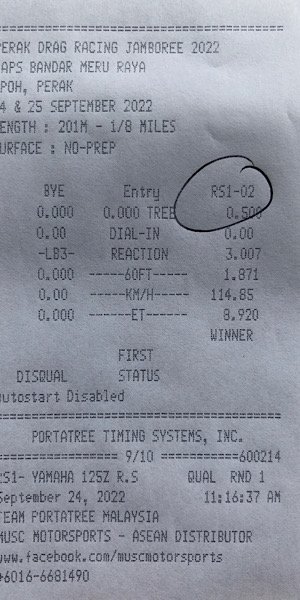 ================================
PERAK DRAG RACING JAMBOREE 2022
APS BANDAR MERU RAYA
POH, PERAK
4 & 25 SEPTEMBER 2022
ENGTH : 201M - 1/8 MILES
URFACE : NO-PREP
BYE Entry RS1-02
0.000 0.000 TREE 0.500
0.00 DIAL-IN 0.00
-LB3- REACTION 3.007
0.000 -----60FT------ 1.871
0.00 -----KM/H----- 114.85
0.000 ------ET------ 8.920
WINNER
FIRST
DISQUAL STATUS
autostart Disabled
================================
PORTATREE TIMING SYSTEMS, INC.
============== 9/10 ===========600214
RS1- YAMAHA 125Z R.S QUAL RND 1
September 24, 2022 11:16:37 AM
TEAM PORTATREE MALAYSIA
MUSC MOTORSPORTS - ASEAN DISTRIBUTOR
www.facebook.com/muscmotorsports
+6016-6681490